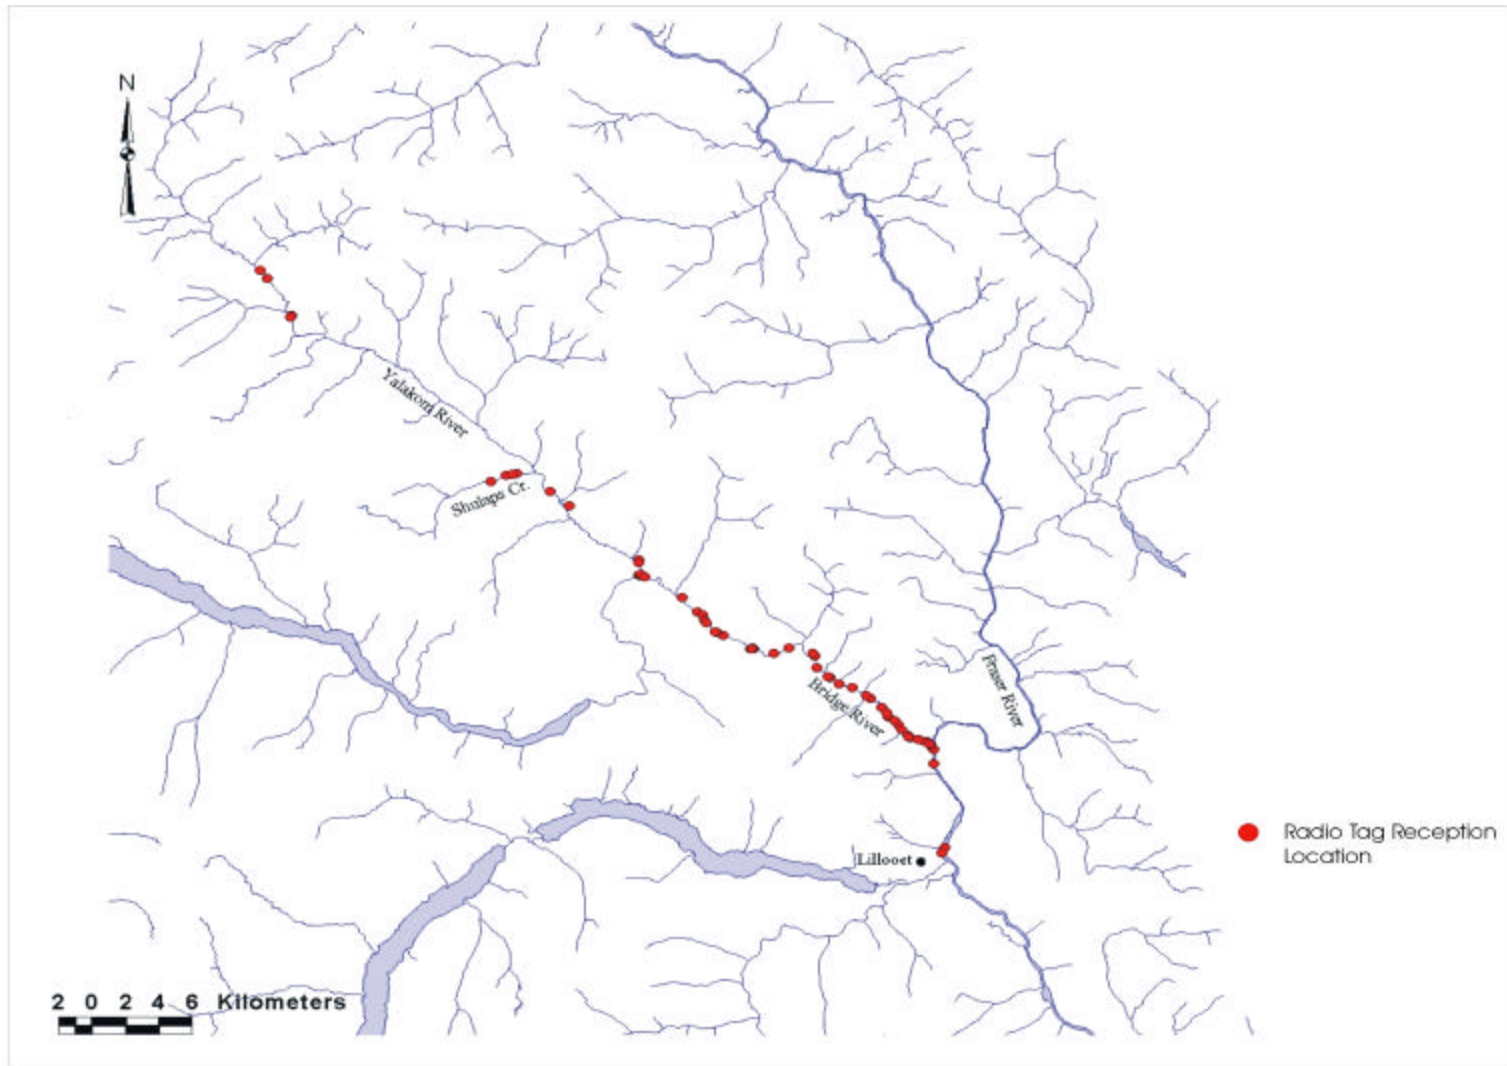 N
Yalakom River
Shulaps Cr.
Fraser River
Bridge River
Radio Tag Reception
Location
Lillooet
2 0 2 4 6 Kilometers